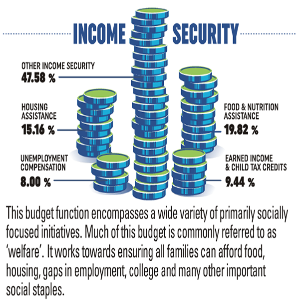 INCOME SECURITY
OTHER INCOME SECURITY
47.58 %
HOUSING
ASSISTANCE
15.16 %
FOOD & NUTRITION
ASSISTANCE
19.82 %
UNEMPLOYMENT
COMPENSATION
8.00 %
EARNED INCOME
& CHILD TAX CREDITS
9.44 %
This budget function encompasses a wide variety of primarily socially
focused initiatives. Much of this budget is commonly referred to as
‘welfare’. It works towards ensuring all families can afford food,
housing, gaps in employment, college and many other important
social staples.